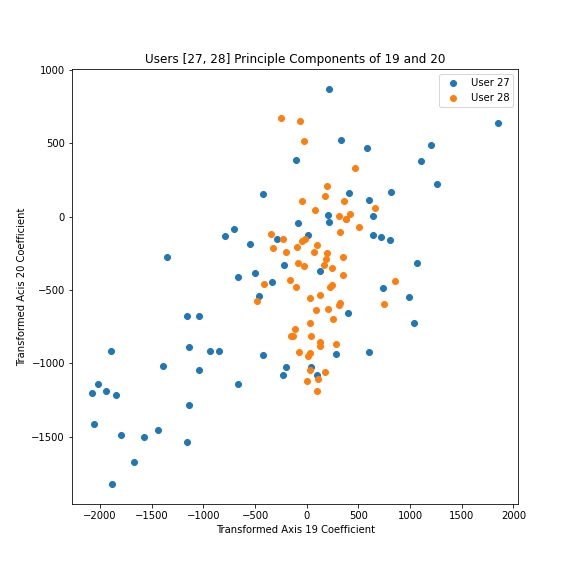 Users [27, 28] Principle Components of 19 and 20
User 27
User 28
Transformed Acis 20 Coefficient
1000
500
0
−500
−1000
−1500
−2000 −1500 −1000 −500 0 500 1000 1500 2000
Transformed Axis 19 Coefficient